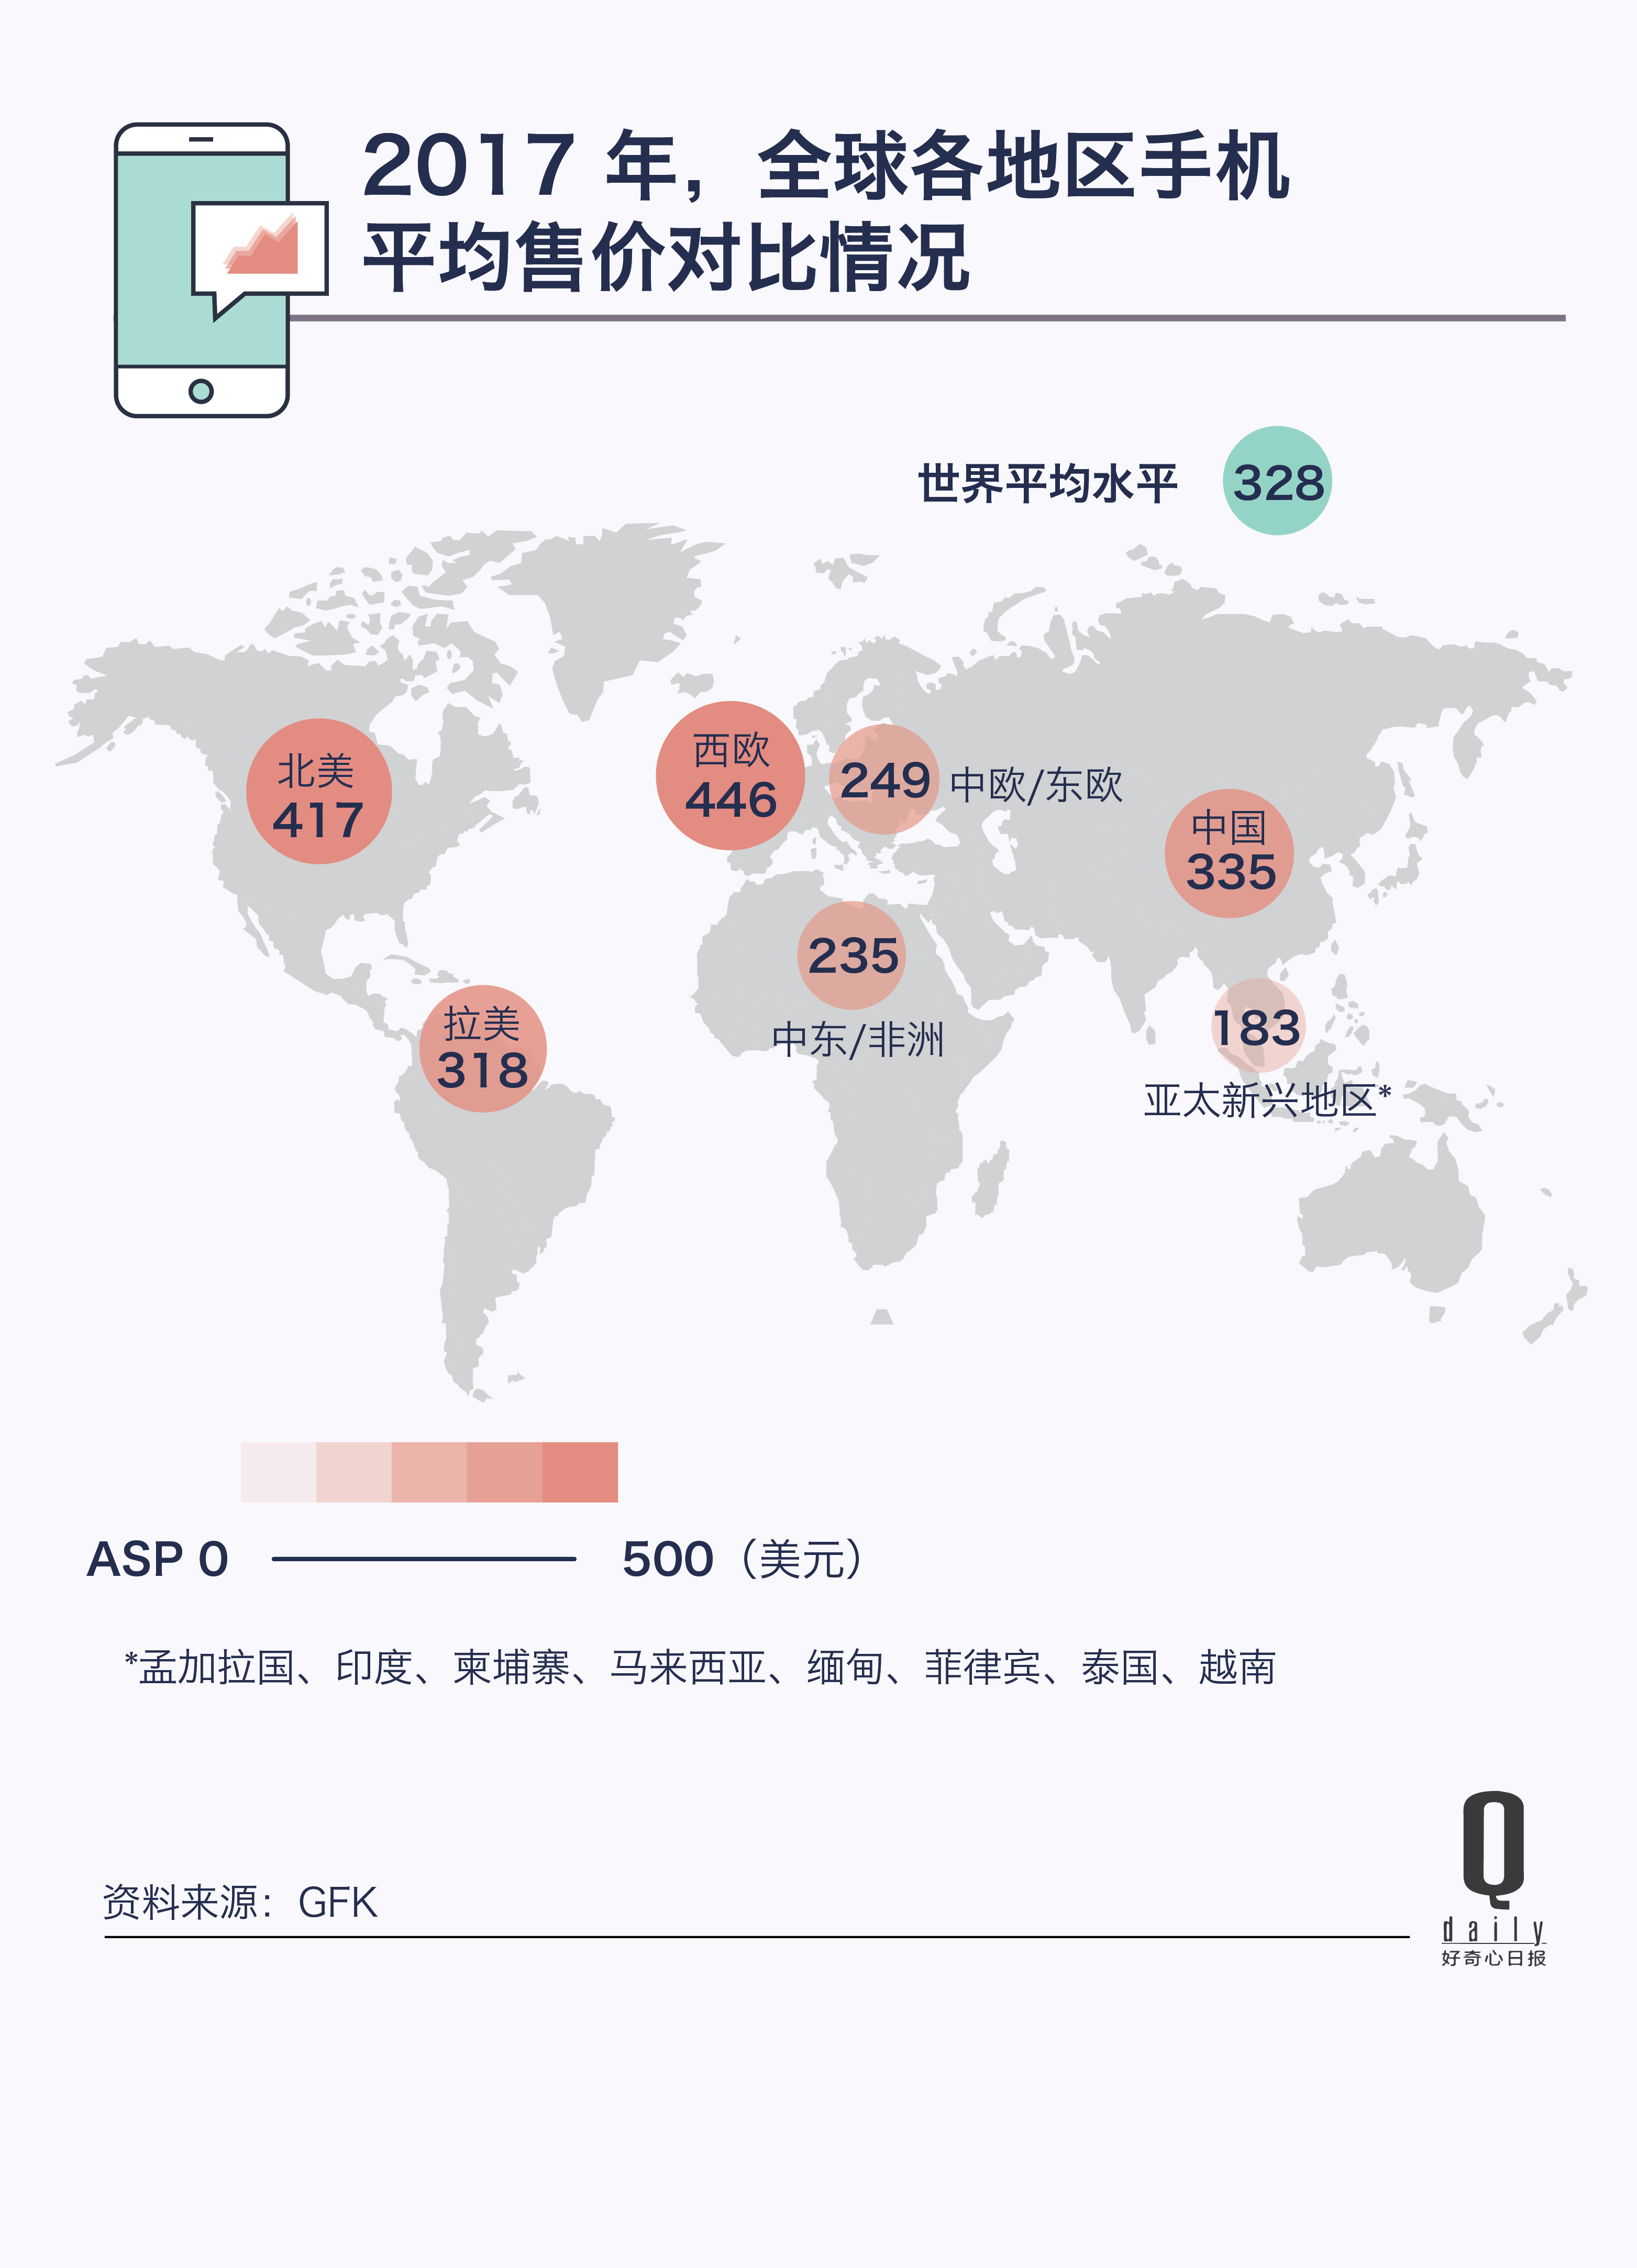 2017 年，全球各地区手机
平均售价对比情况
世界平均水平 328
北美
417
西欧
446
249 中欧/东欧
中国
335
235
中东/非洲
拉美
318
183
亚太新兴地区*
ASP 0 500（美元）
*孟加拉国、印度、柬埔寨、马来西亚、缅甸、菲律宾、泰国、越南
资料来源：GFK
Q
daily
好奇心日报